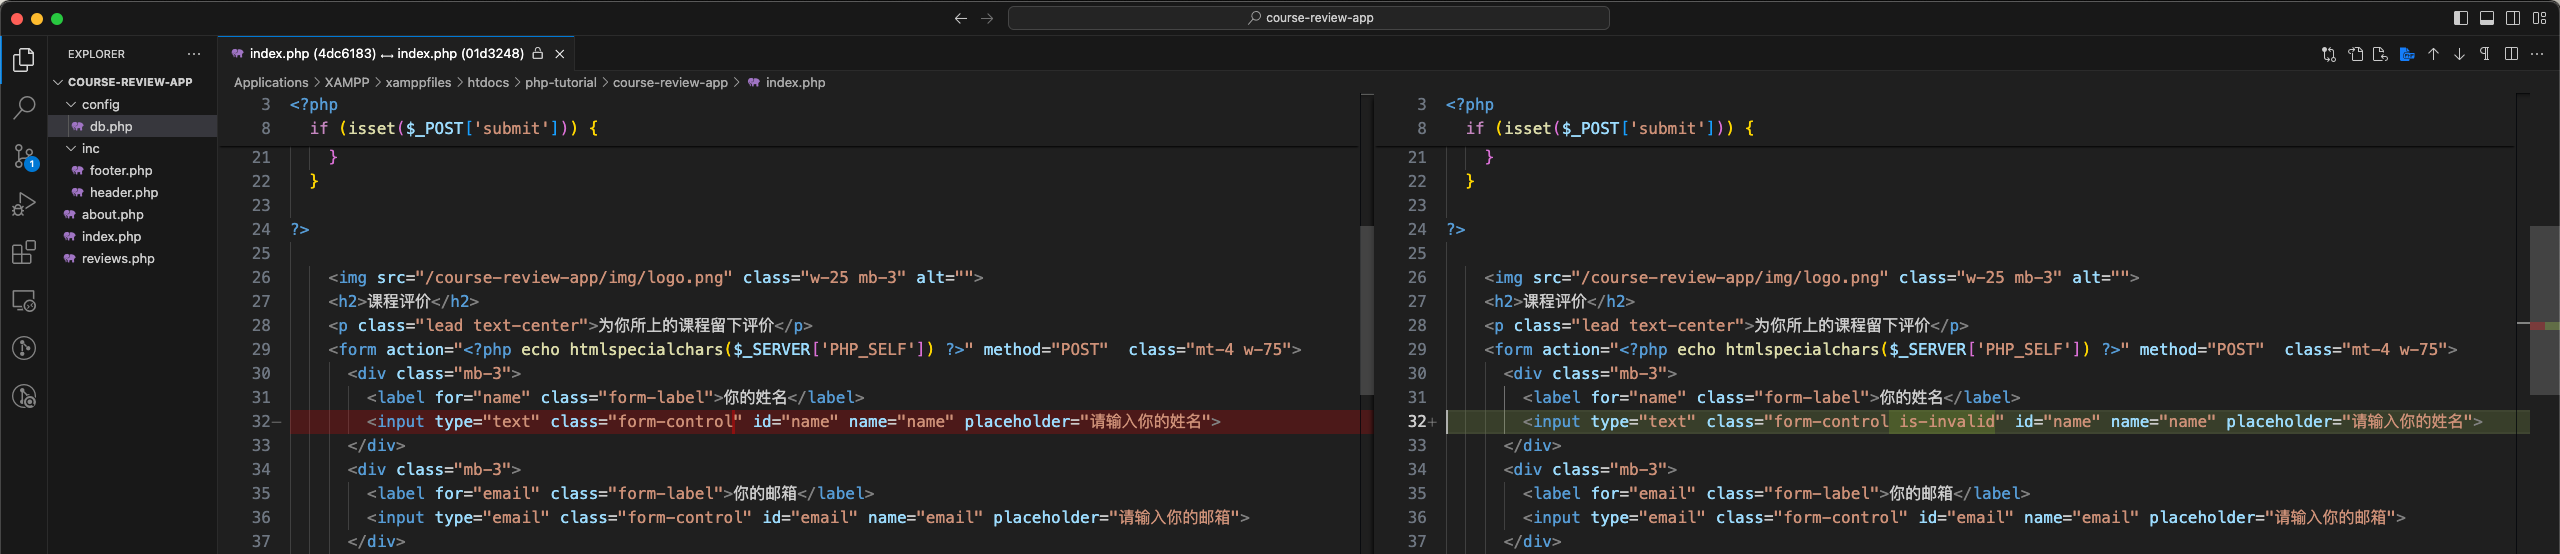 course-review-app
EXPLORER
COURSE-REVIEW-APP
config
db.php
inc
footer.php
header.php
about.php
index.php
reviews.php
1
index.php (4dc6183) ↔ index.php (01d3248)
Applications > XAMPP > xamppfiles > htdocs > php-tutorial > course-review-app > index.php
3 <?php
8 if (isset($_POST['submit'])) {
21 }
22 }
23
24 ?>
25
26 <img src="/course-review-app/img/logo.png" class="w-25 mb-3" alt="">
27 <h2>课程评价</h2>
28 <p class="lead text-center">为你所上的课程留下评价</p>
29 <form action="<?php echo htmlspecialchars($_SERVER['PHP_SELF']) ?>" method="POST"  class="mt-4 w-75">
30 <div class="mb-3">
31 <label for="name" class="form-label">你的姓名</label>
32− <input type="text" class="form-control" id="name" name="name" placeholder="请输入你的姓名">
33 </div>
34 <div class="mb-3">
35 <label for="email" class="form-label">你的邮箱</label>
36 <input type="email" class="form-control" id="email" name="email" placeholder="请输入你的邮箱">
37 </div>
3 <?php
8 if (isset($_POST['submit'])) {
21 }
22 }
23
24 ?>
25
26 <img src="/course-review-app/img/logo.png" class="w-25 mb-3" alt="">
27 <h2>课程评价</h2>
28 <p class="lead text-center">为你所上的课程留下评价</p>
29 <form action="<?php echo htmlspecialchars($_SERVER['PHP_SELF']) ?>" method="POST"  class="mt-4 w-75">
30 <div class="mb-3">
31 <label for="name" class="form-label">你的姓名</label>
32+ <input type="text" class="form-control is-invalid" id="name" name="name" placeholder="请输入你的姓名">
33 </div>
34 <div class="mb-3">
35 <label for="email" class="form-label">你的邮箱</label>
36 <input type="email" class="form-control" id="email" name="email" placeholder="请输入你的邮箱">
37 </div>